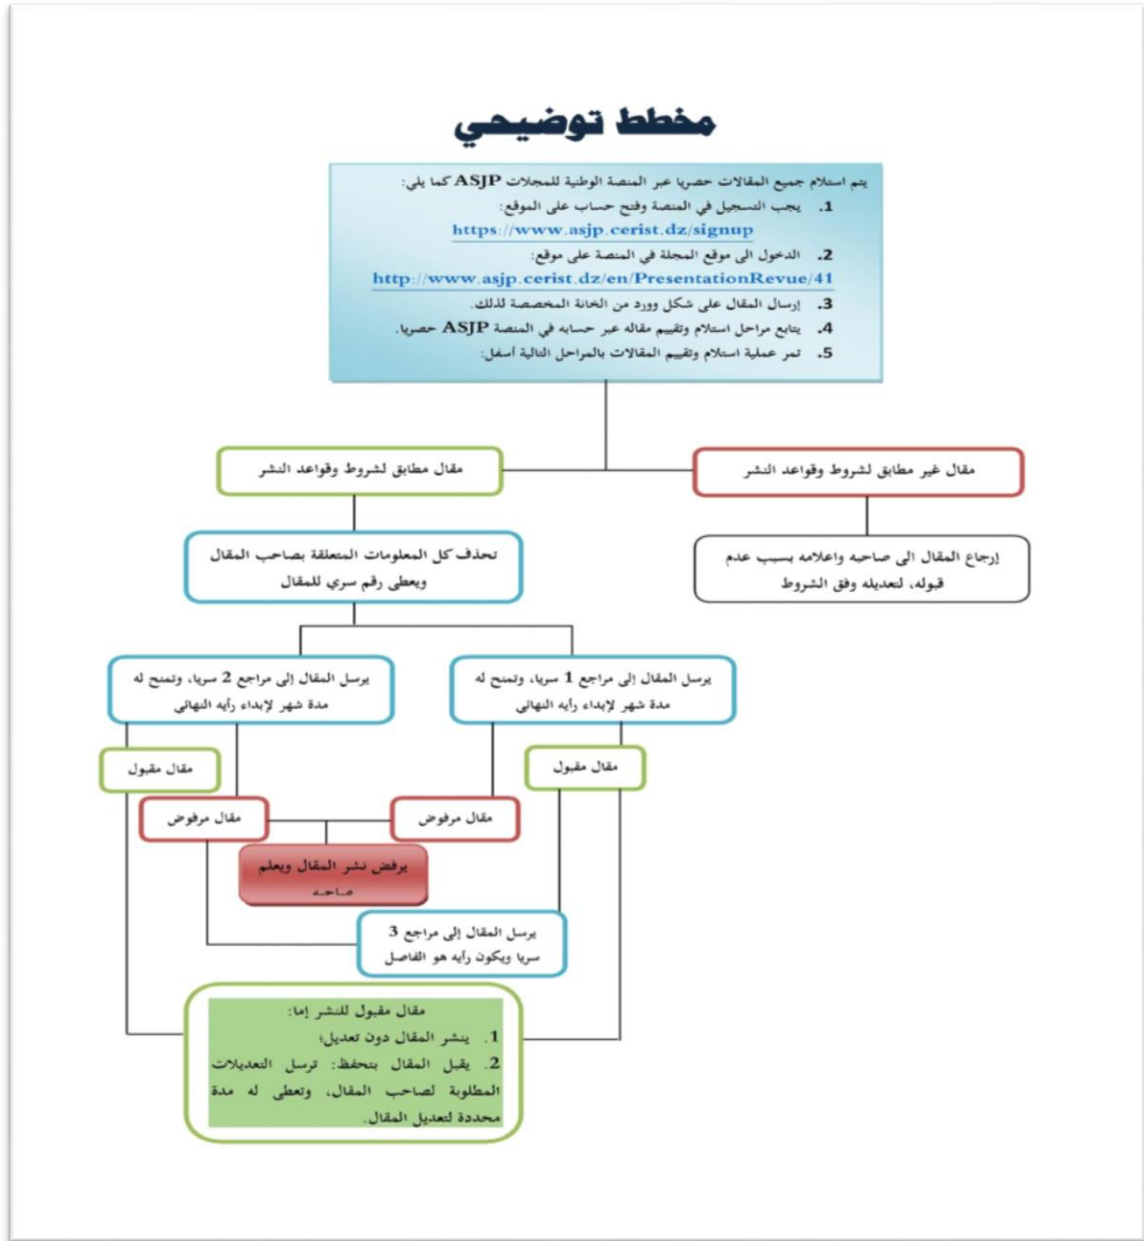 مخطط توضيحي
يتم استلام جميع المقالات حصريا عبر المنصة الوطنية للمجلات ASJP كما يلي:
1. يجب التسجيل في المنصة وفتح حساب على الموقع:
https://www.asjp.cerist.dz/signup
2. الدخول الى موقع المجلة في المنصة على موقع:
http://www.asjp.cerist.dz/en/PresentationRevue/41
3. إرسال المقال على شكل وورد من الخانة المخصصة لذلك.
4. يتابع مراحل استلام وتقييم مقاله عبر حسابه في المنصة ASJP حصريا.
5. تمر عملية استلام وتقييم المقالات بالمراحل التالية أسفل:
مقال غير مطابق لشروط وقواعد النشر
مقال مطابق لشروط وقواعد النشر
إرجاع المقال الى صاحبه واعلامه بسبب عدم
قبوله، لتعديله وفق الشروط
تحذف كل المعلومات المتعلقة بصاحب المقال
ويعطى رقم سري للمقال
يرسل المقال إلى مراجع 1 سريا، وتمنح له
مدة شهر لإبداء رأيه النهائي
يرسل المقال إلى مراجع 2 سريا، وتمنح له
مدة شهر لإبداء رأيه النهائي
مقال مقبول
مقال مقبول
مقال مرفوض
مقال مرفوض
يرفض نشر المقال ويعلم
صاحبه
يرسل المقال إلى مراجع 3
سريا ويكون رأيه هو الفاصل
مقال مقبول للنشر إما:
1. ينشر المقال دون تعديل؛
2. يقبل المقال بتحفظ: ترسل التعديلات
المطلوبة لصاحب المقال، وتعطى له مدة
محددة لتعديل المقال.